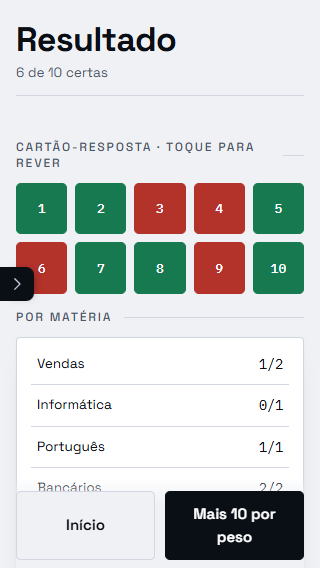 Resultado
6 de 10 certas
CARTÃO-RESPOSTA · TOQUE PARA
REVER
1 2 3 4 5
6 7 8 9 10
POR MATÉRIA
Vendas 1/2
Informática 0/1
Português 1/1
Bancários 2/2
Início
Mais 10 por
peso